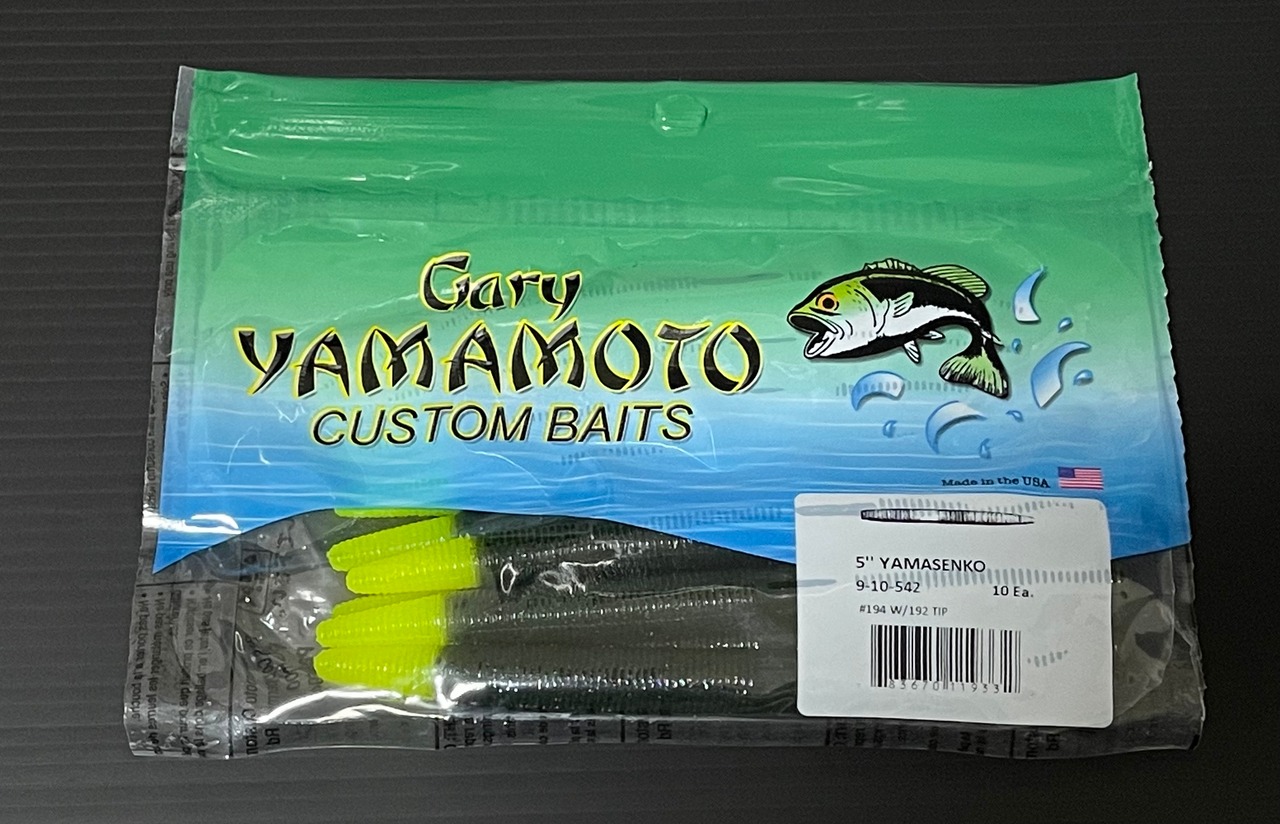 Gary
YAMAMOTO
CUSTOM BAITS
Made in the USA
5" YAMASENKO
9-10-542 10 Ea.
#194 W/192 TIP